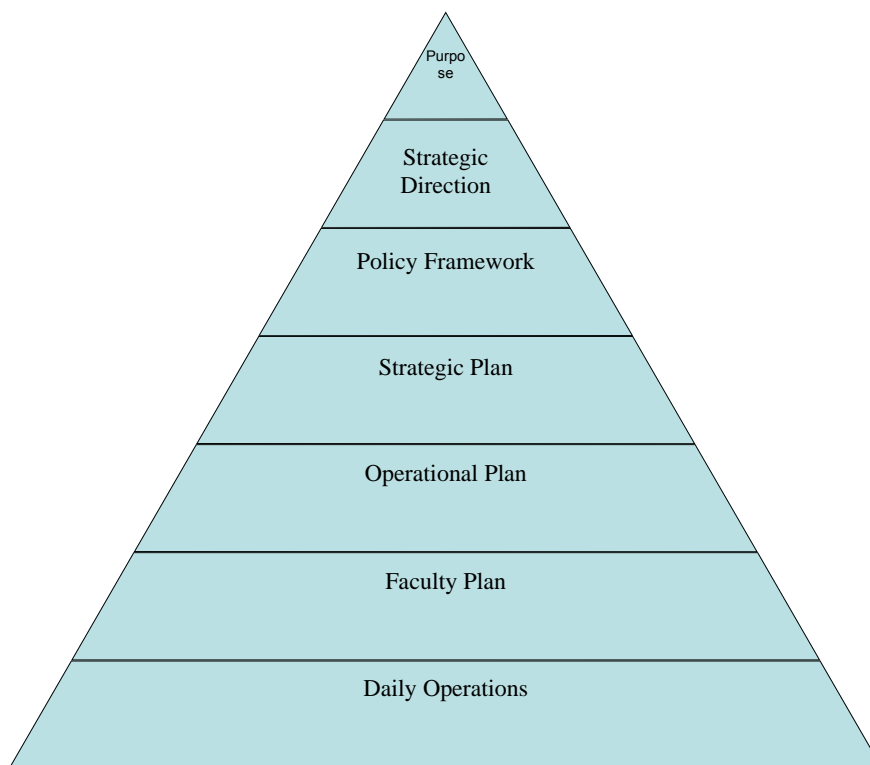 Purpo
se
Strategic
Direction
Policy Framework
Strategic Plan
Operational Plan
Faculty Plan
Daily Operations